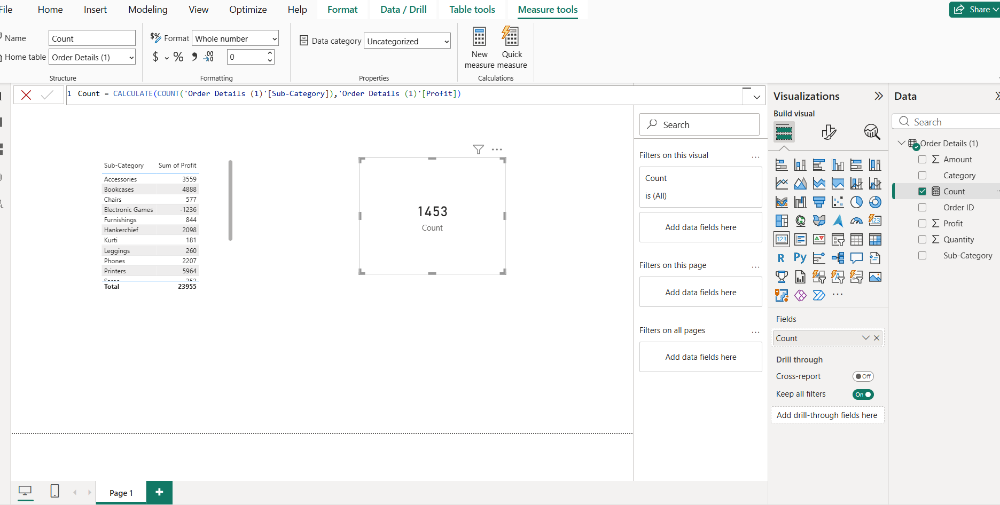 File Home Insert Modeling View Optimize Help Format Data / Drill Table tools Measure tools Share
Name Count
Home table Order Details (1)
Structure
Format Whole number
$ % 9 .00 0
Formatting
Data category Uncategorized
Properties
New measure
Quick measure
Calculations
1 Count = CALCULATE(COUNT('Order Details (1)'[Sub-Category]),'Order Details (1)'[Profit])
Sub-Category Sum of Profit
Accessories 3559
Bookcases 4888
Chairs 577
Electronic Games -1236
Furnishings 844
Hankerchief 2098
Kurti 181
Leggings 260
Phones 2207
Printers 5964
Total 23955
1453
Count
Search
Filters on this visual ...
Count
is (All)
Add data fields here
Filters on this page ...
Add data fields here
Filters on all pages ...
Add data fields here
Visualizations
Build visual
123
123
R Py
...
Fields
Count
Drill through
Cross-report Off
Keep all filters On
Add drill-through fields here
Data
Search
Order Details (1)
Σ Amount
Category
Count
Order ID
Σ Profit
Σ Quantity
Sub-Category
Page 1 +